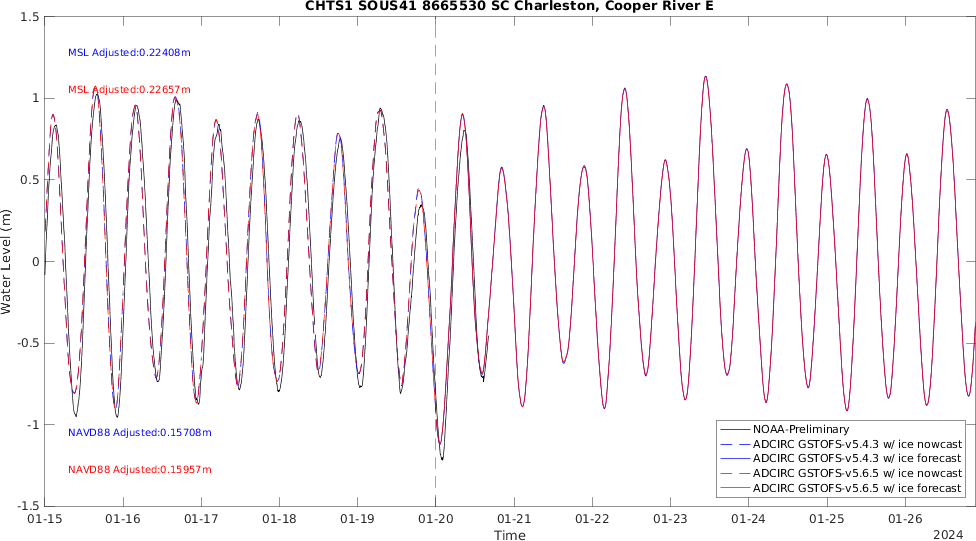 CHTS1 SOUS41 8665530 SC Charleston, Cooper River E
1.5
1
0.5
0
-0.5
-1
-1.5
Water Level (m)
MSL Adjusted:0.22408m
MSL Adjusted:0.22657m
NAVD88 Adjusted:0.15708m
NAVD88 Adjusted:0.15957m
NOAA-Preliminary
ADCIRC GSTOFS-v5.4.3 w/ ice nowcast
ADCIRC GSTOFS-v5.4.3 w/ ice forecast
ADCIRC GSTOFS-v5.6.5 w/ ice nowcast
ADCIRC GSTOFS-v5.6.5 w/ ice forecast
01-15 01-16 01-17 01-18 01-19 01-20 01-21 01-22 01-23 01-24 01-25 01-26
Time
2024